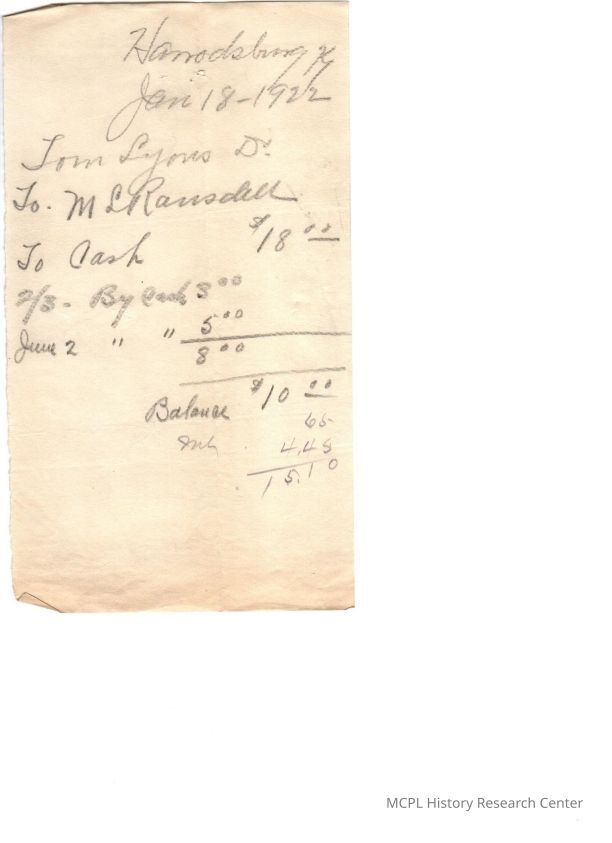 Harrodsburg Ky
Jan 18-1922
Tom Lyons Dr
To. M L Ransdell
To Cash $18 00
2/3 - By Cash 3 00
June 2 " " 5 00
8 00
$10 00
Balance
65
Int 4.45
15.10
MCPL History Research Center